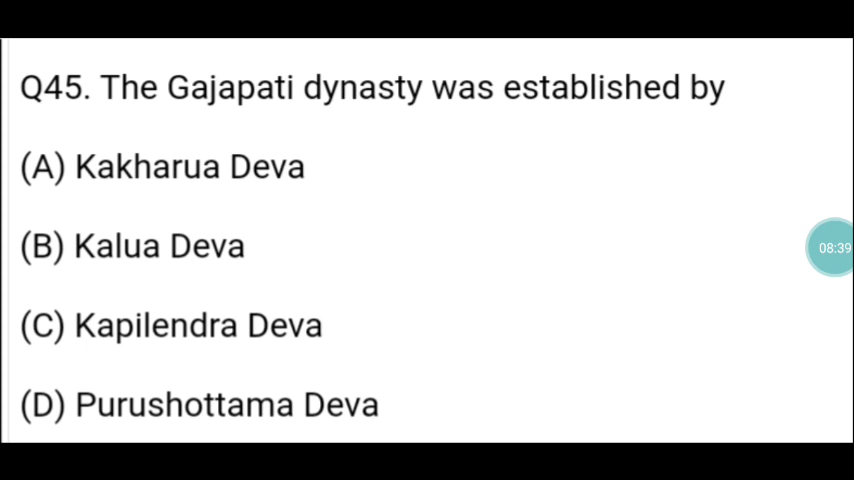 Q45. The Gajapati dynasty was established by
(A) Kakharua Deva
(B) Kalua Deva
08:39
(C) Kapilendra Deva
(D) Purushottama Deva